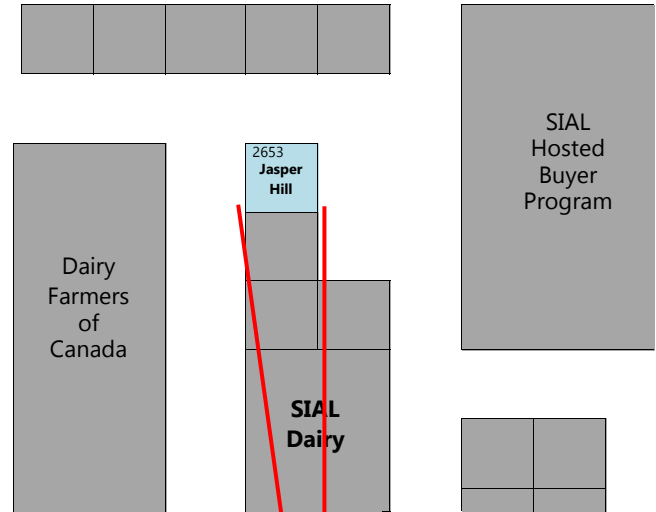 2653
Jasper
Hill
SIAL
Hosted
Buyer
Program
Dairy
Farmers
of
Canada
SIAL
Dairy